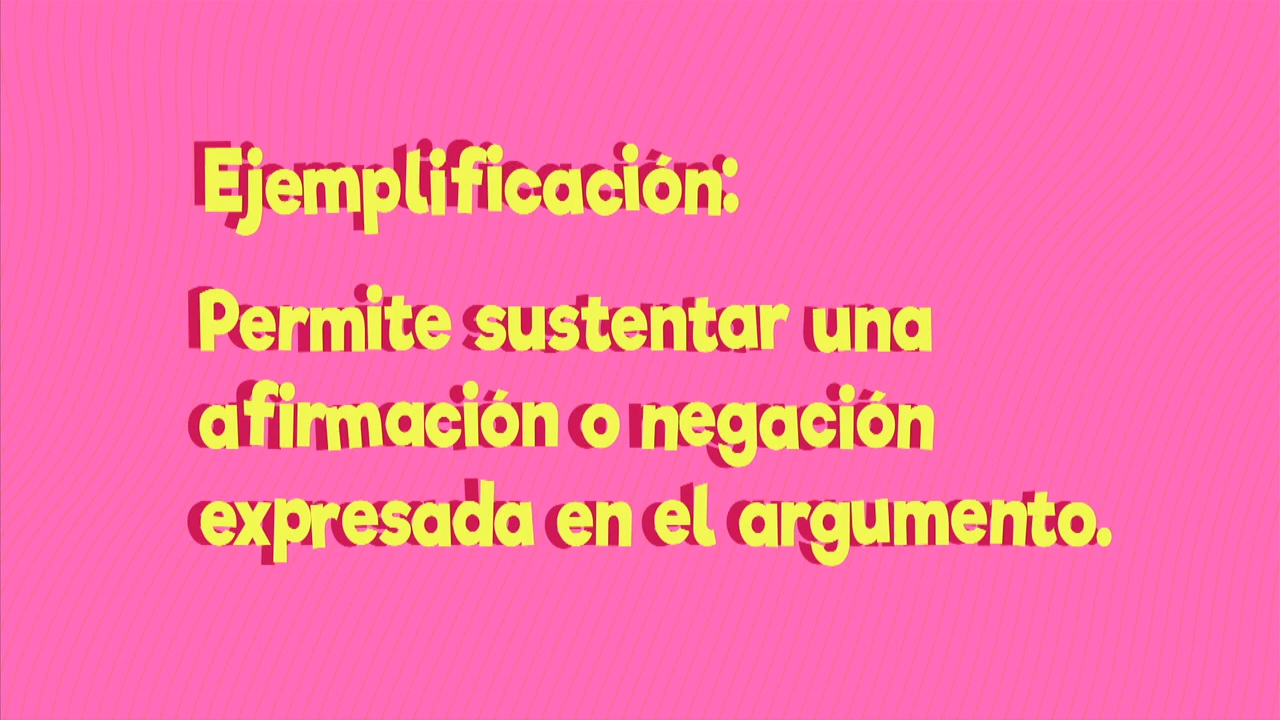 Ejemplificación:
Permite sustentar una
afirmación o negación
expresada en el argumento.